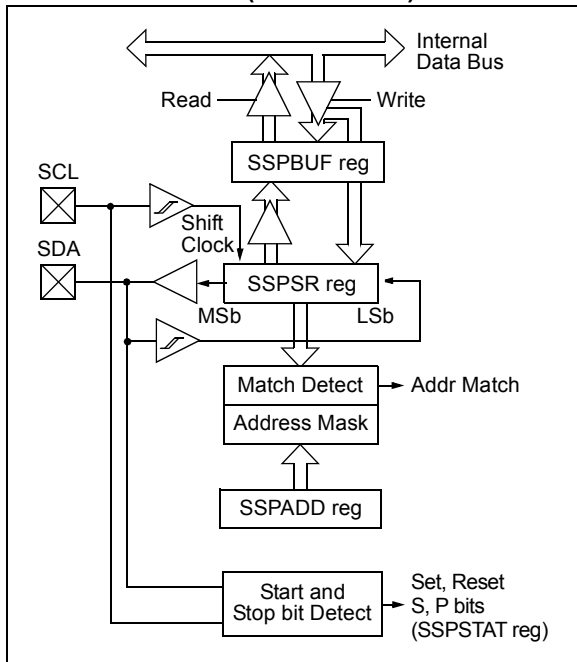 Internal
Data Bus
Read
Write
SSPBUF reg
SCL
Shift
Clock
SDA
SSPSR reg
MSb
LSb
Match Detect
Addr Match
Address Mask
SSPADD reg
Start and
Stop bit Detect
Set, Reset
S, P bits
(SSPSTAT reg)